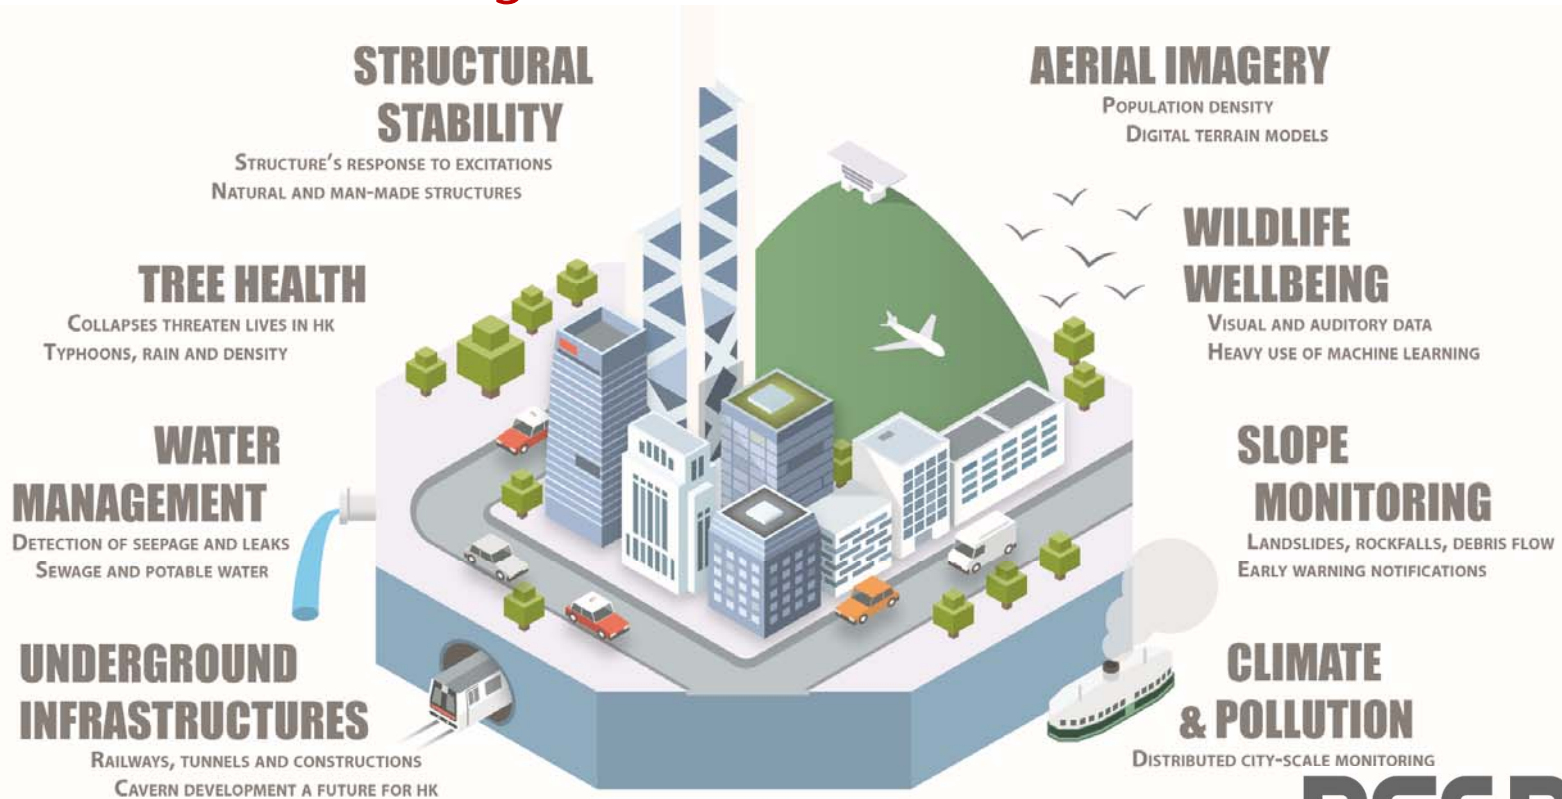 STRUCTURAL
STABILITY
STRUCTURE'S RESPONSE TO EXCITATIONS
NATURAL AND MAN-MADE STRUCTURES
AERIAL IMAGERY
POPULATION DENSITY
DIGITAL TERRAIN MODELS
TREE HEALTH
COLLAPSES THREATEN LIVES IN HK
TYPHOONS, RAIN AND DENSITY
WILDLIFE
WELLBEING
VISUAL AND AUDITORY DATA
HEAVY USE OF MACHINE LEARNING
WATER
MANAGEMENT
DETECTION OF SEEPAGE AND LEAKS
SEWAGE AND POTABLE WATER
SLOPE
MONITORING
LANDSLIDES, ROCKFALLS, DEBRIS FLOW
EARLY WARNING NOTIFICATIONS
UNDERGROUND
INFRASTRUCTURES
RAILWAYS, TUNNELS AND CONSTRUCTIONS
CAVERN DEVELOPMENT A FUTURE FOR HK
CLIMATE
& POLLUTION
DISTRIBUTED CITY-SCALE MONITORING